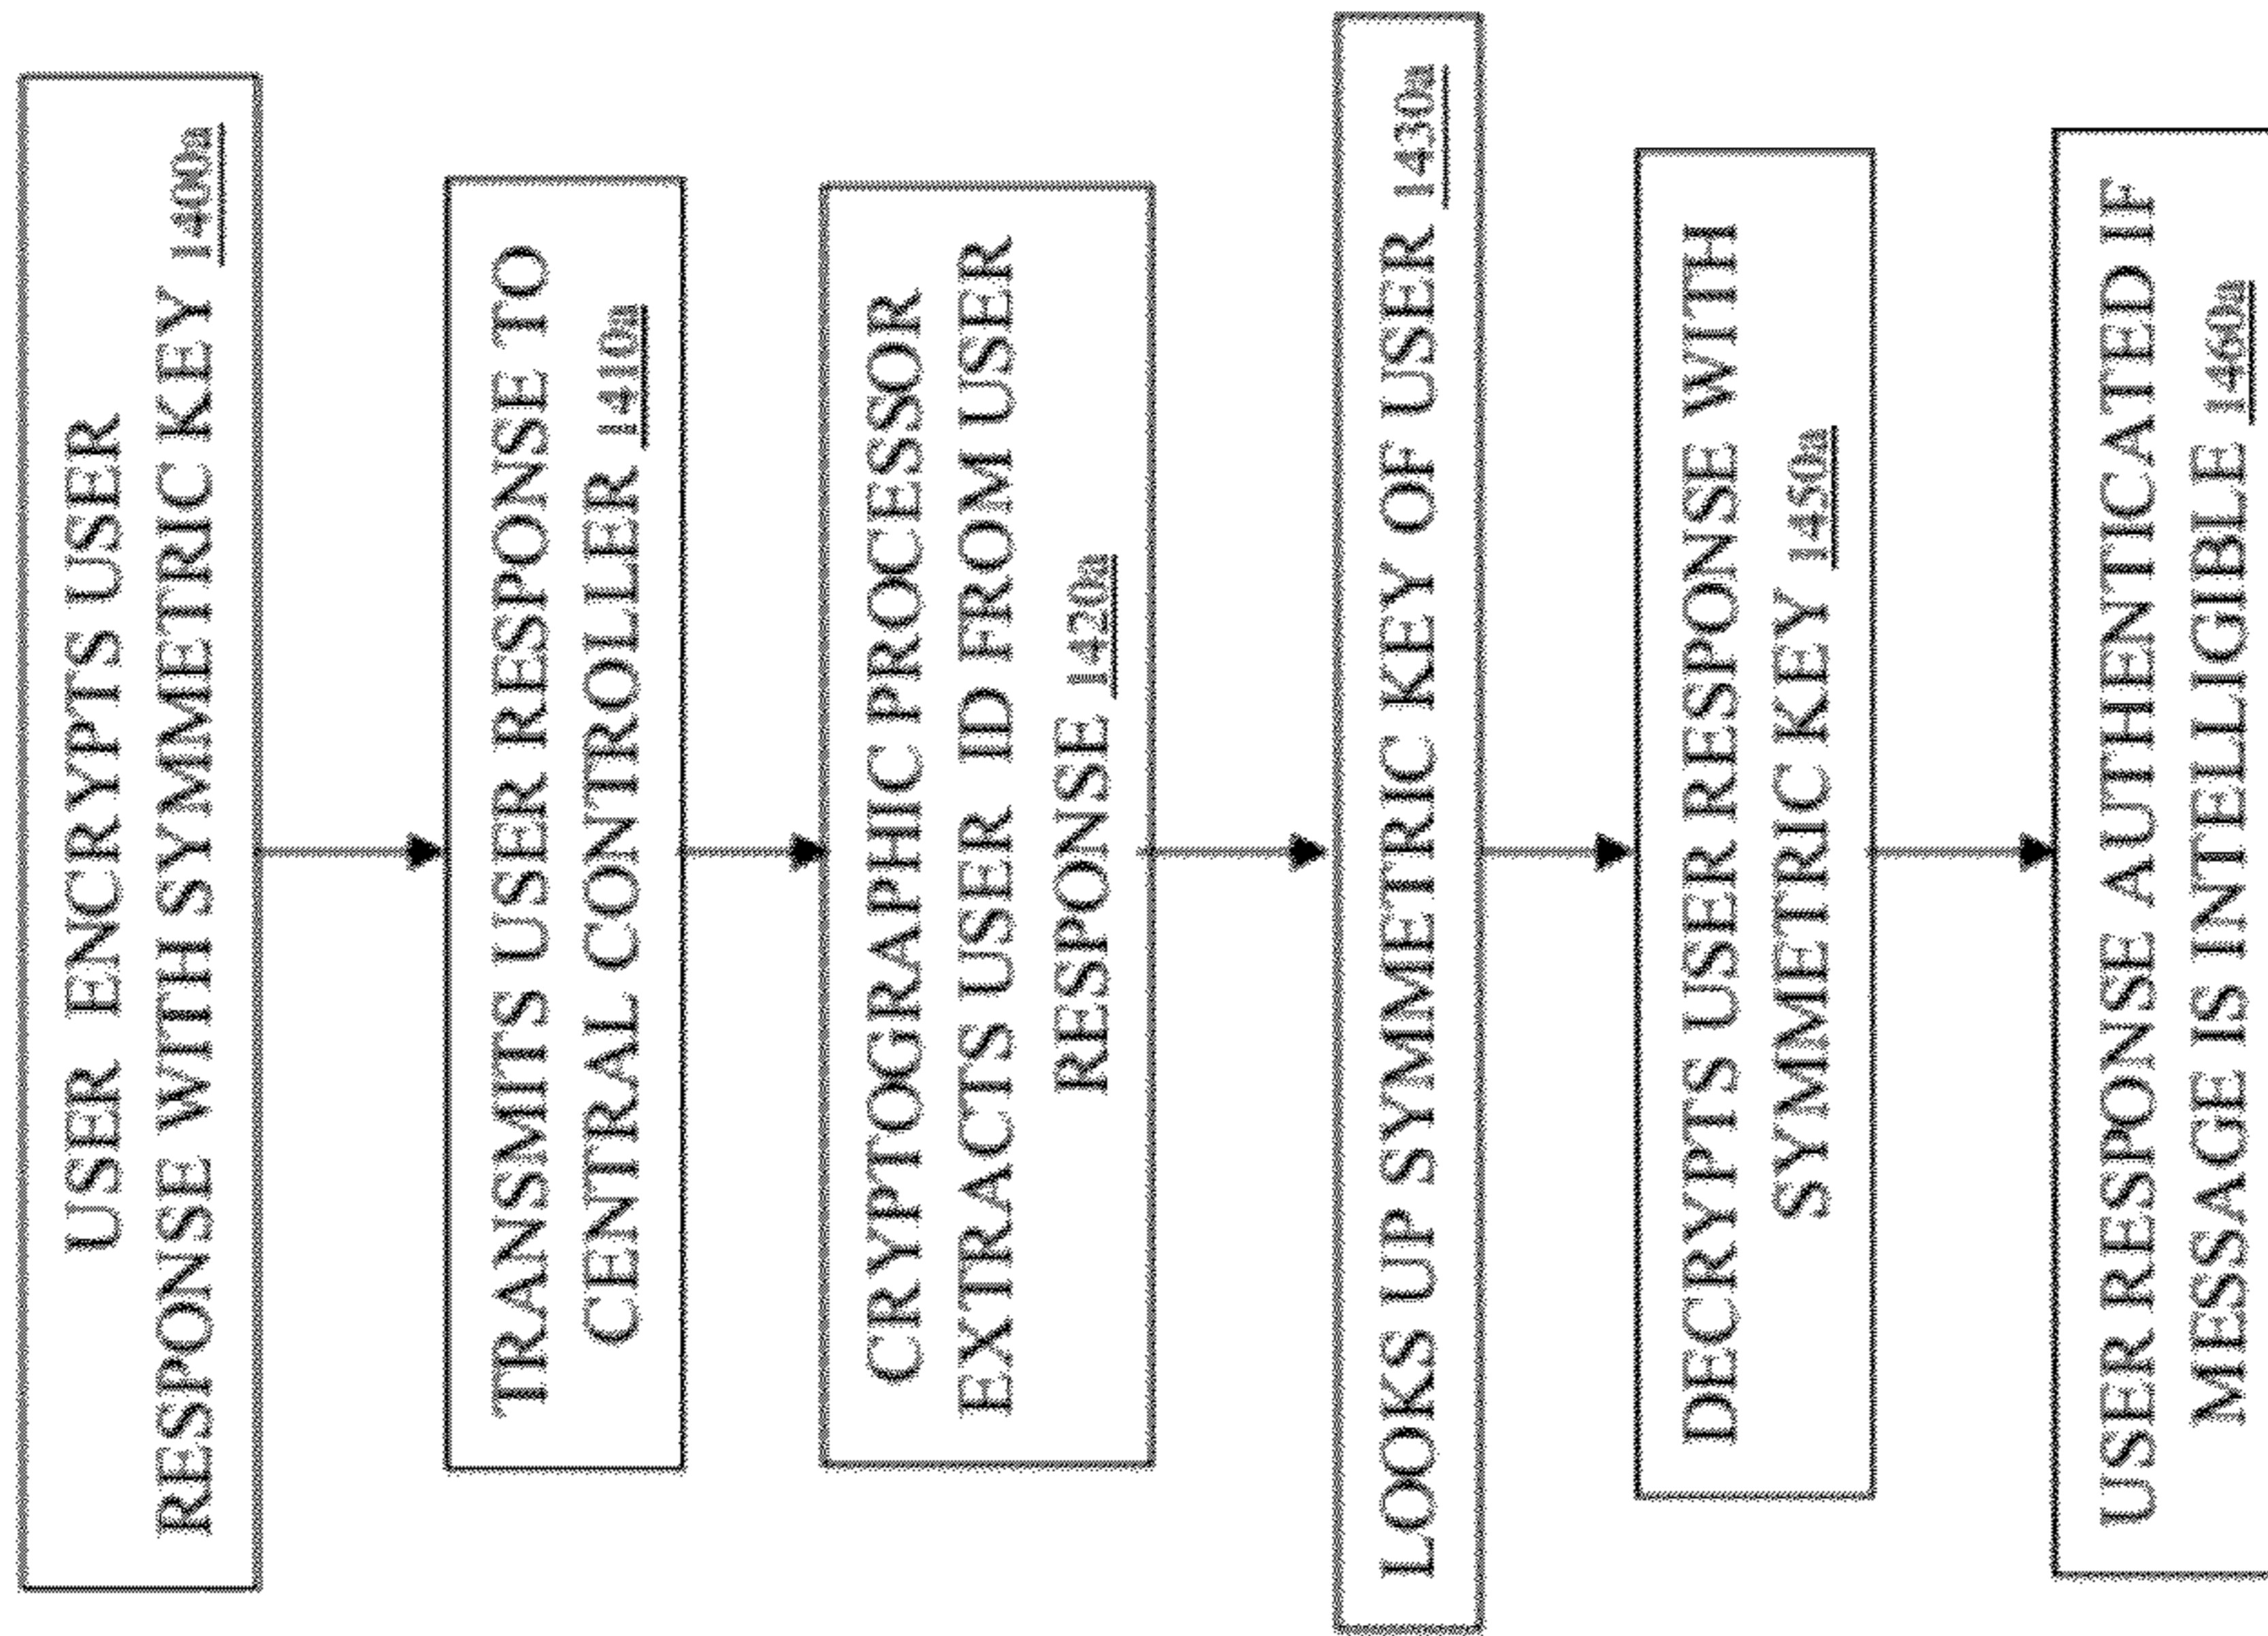 USER ENCRYPTS USER
RESPONSE WITH SYMMETRIC KEY 1400a
TRANSMITS USER RESPONSE TO
CENTRAL CONTROLLER 1410a
CRYPTOGRAPHIC PROCESSOR
EXTRACTS USER ID FROM USER
RESPONSE 1420a
LOOKS UP SYMMETRIC KEY OF USER 1430a
DECRYPTS USER RESPONSE WITH
SYMMETRIC KEY 1450a
USER RESPONSE AUTHENTICATED IF
MESSAGE IS INTELLIGIBLE 1460a